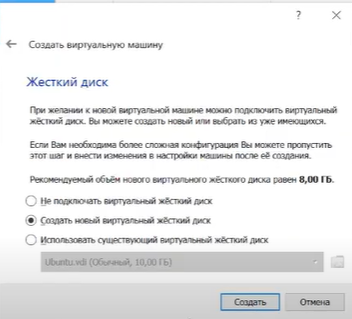 ?
Создать виртуальную машину
Жесткий диск
При желании к новой виртуальной машине можно подключить виртуальный
жёсткий диск. Вы можете создать новый или выбрать из уже имеющихся.
Если Вам необходима более сложная конфигурация Вы можете пропустить
этот шаг и внести изменения в настройки машины после её создания.
Рекомендуемый объём нового виртуального жёсткого диска равен 8,00 ГБ.
Не подключать виртуальный жёсткий диск
Создать новый виртуальный жёсткий диск
Использовать существующий виртуальный жёсткий диск
Ubuntu.vdi (Обычный, 10,00 ГБ)
Создать Отмена